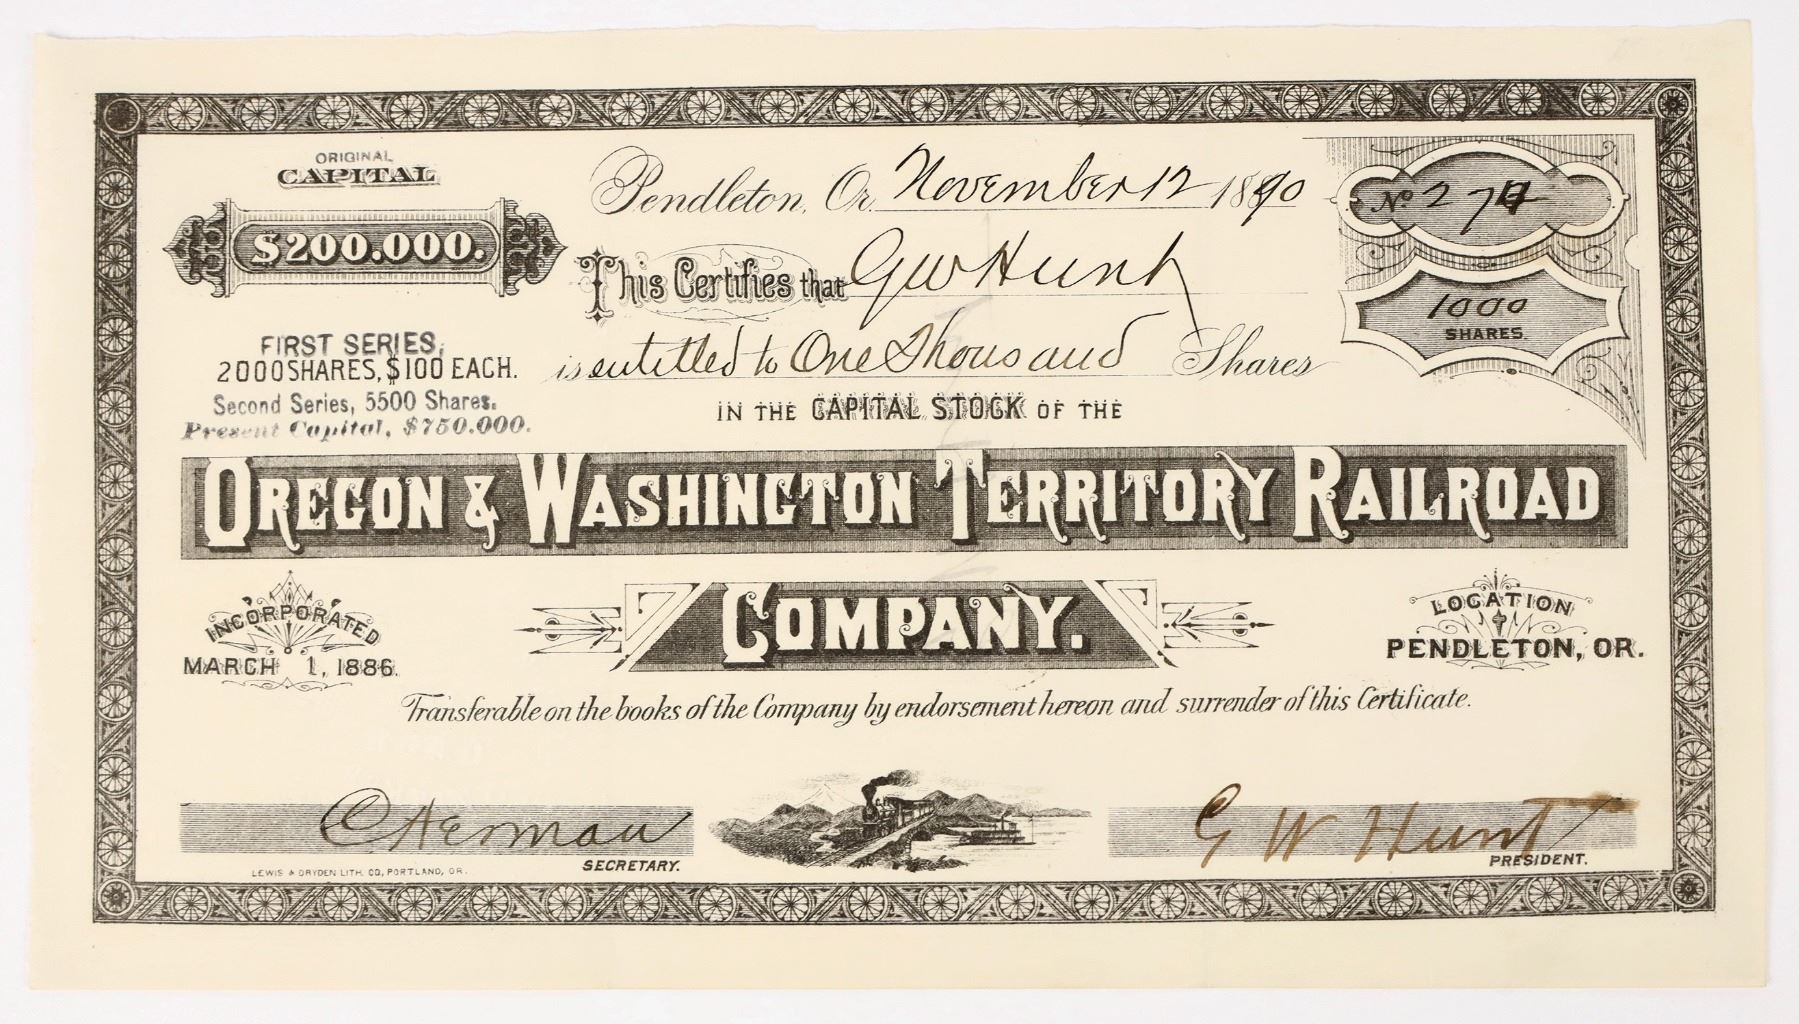 ORIGINAL
CAPITAL
$200.000.
FIRST SERIES,
2000 SHARES, $100 EACH.
Second Series, 5500 Shares.
Present Capital, $750.000.
Pendleton, Or. November 12 1890
No 27
1000
SHARES.
This Certifies that G W Hunt
is entitled to One Thousand Shares
IN THE CAPITAL STOCK OF THE
OREGON & WASHINGTON TERRITORY RAILROAD
COMPANY.
INCORPORATED
MARCH 1, 1886.
LOCATION
PENDLETON, OR.
Transferable on the books of the Company by endorsement hereon and surrender of this Certificate.
C Herman
SECRETARY.
G W Hunt
PRESIDENT.
LEWIS & DRYDEN LITH. CO, PORTLAND, OR.